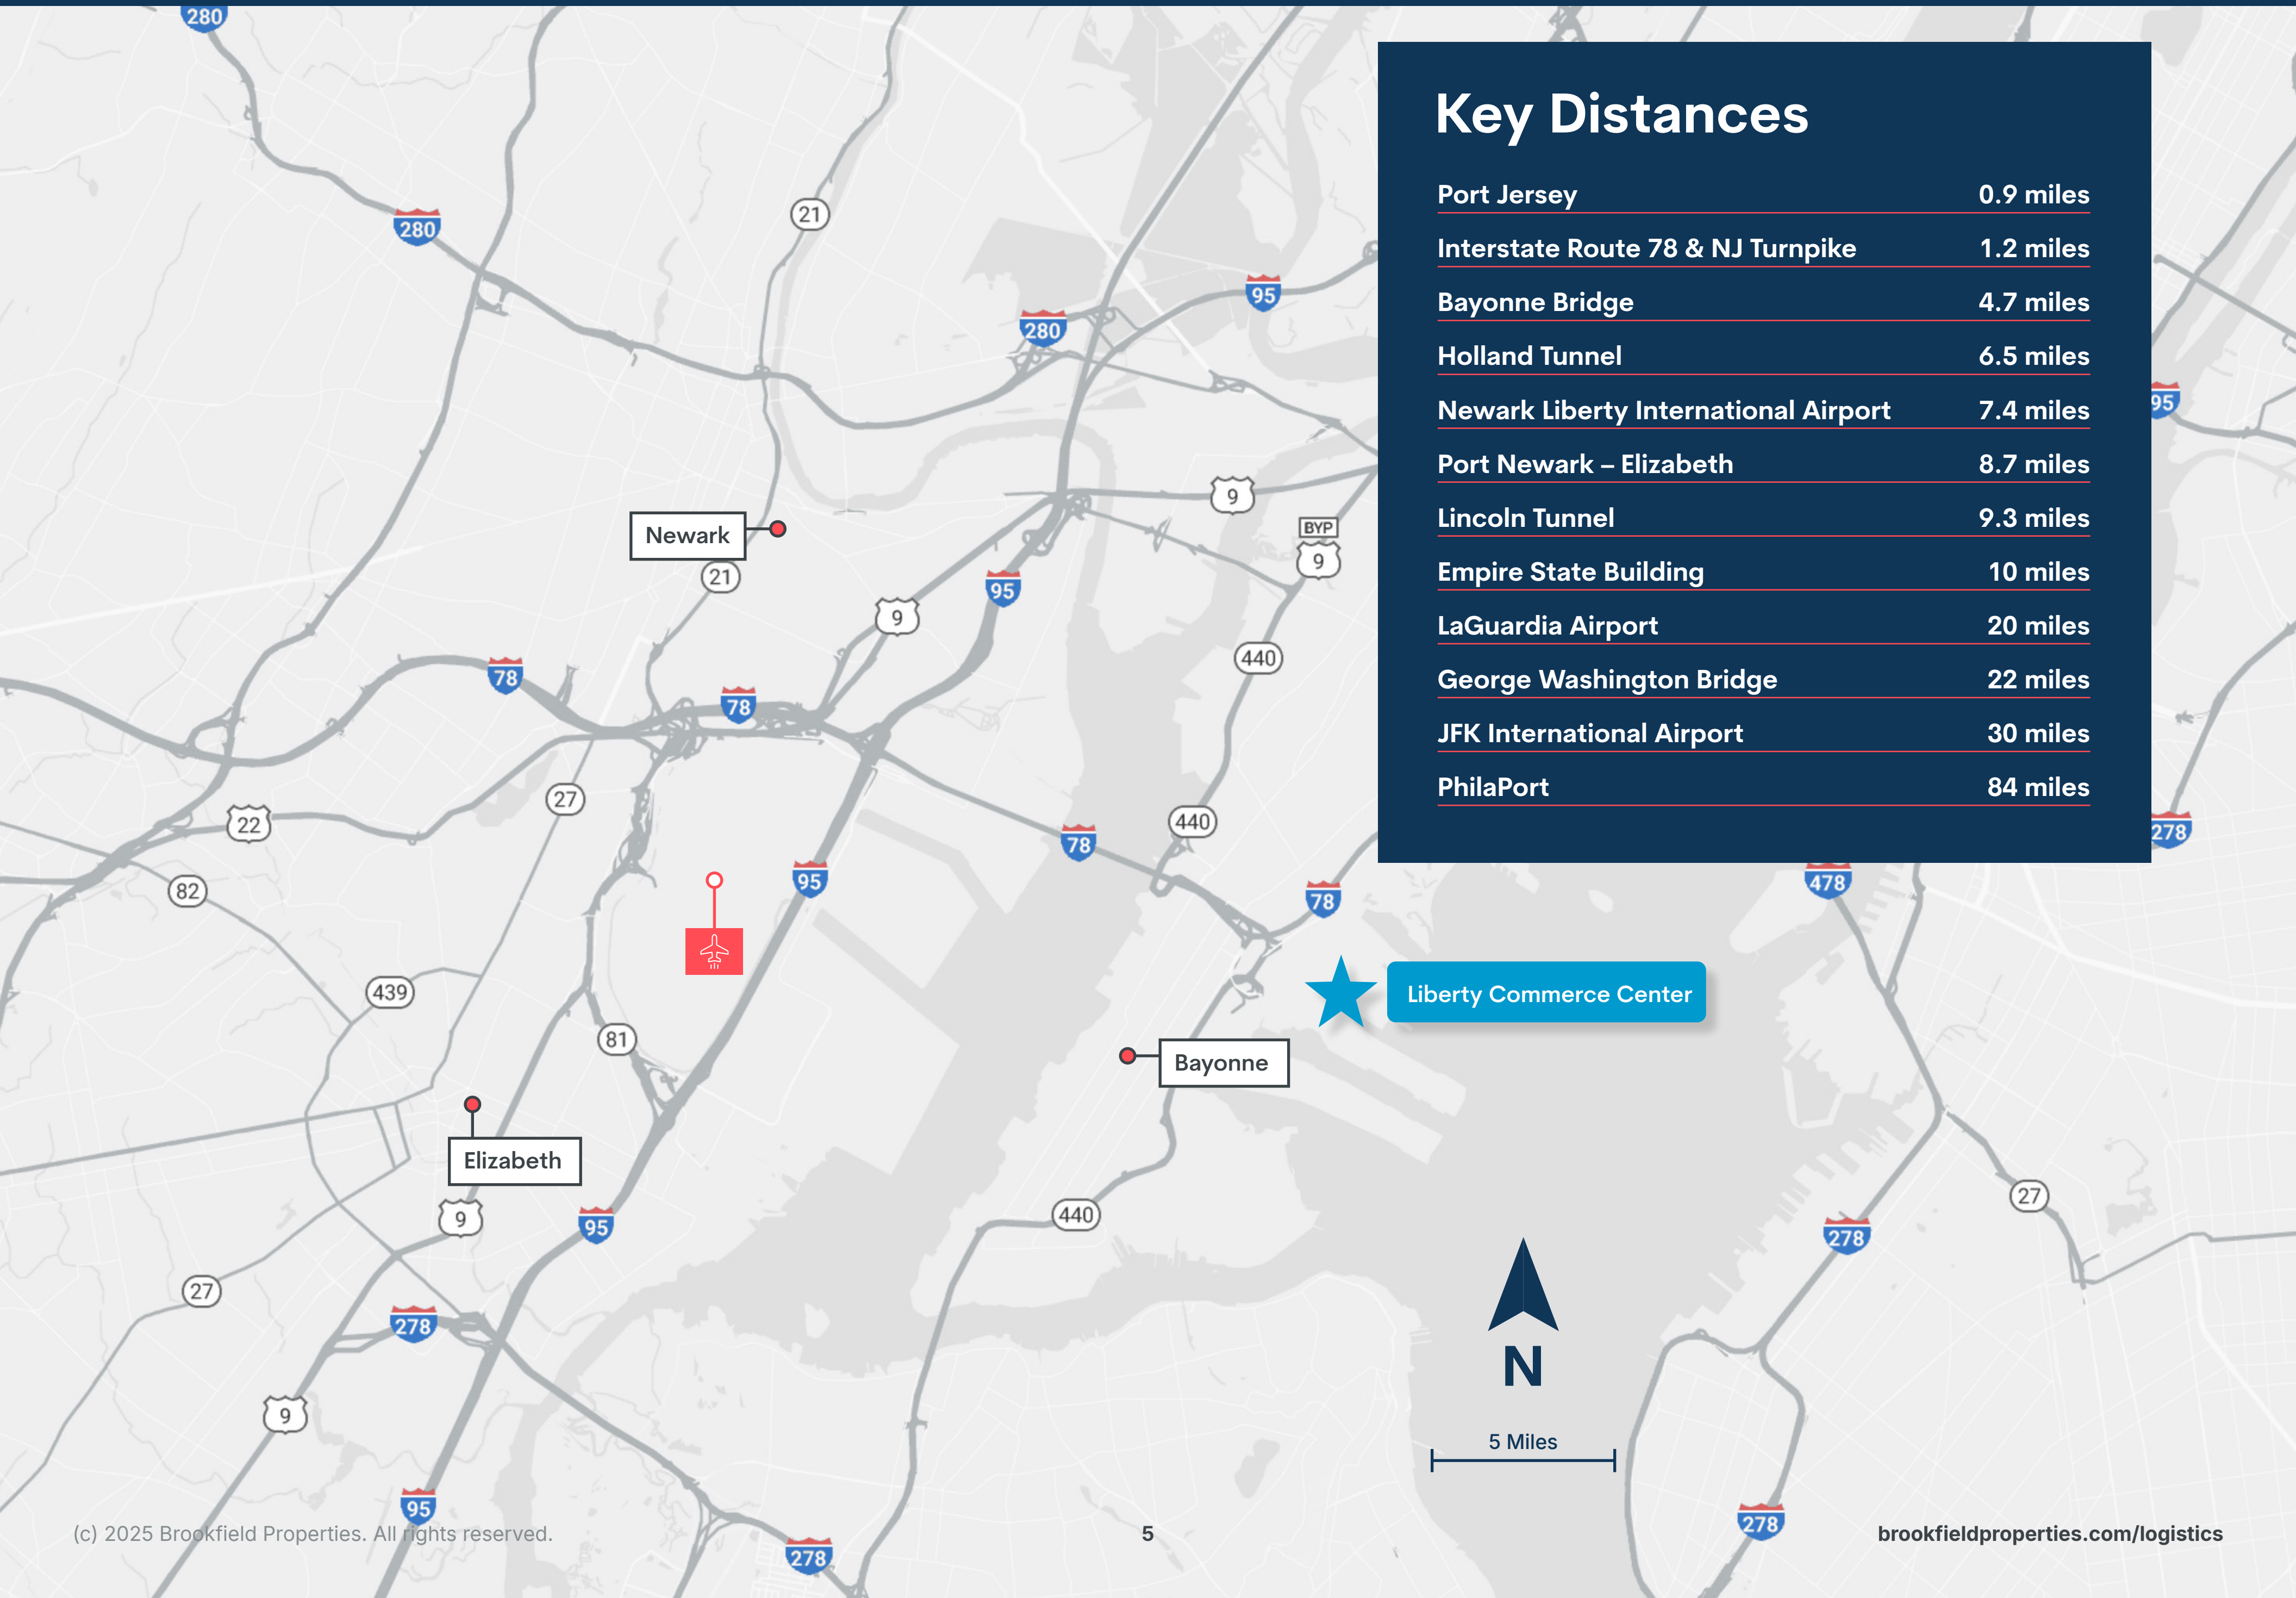 280
Key Distances
Port Jersey 0.9 miles
Interstate Route 78 & NJ Turnpike 1.2 miles
Bayonne Bridge 4.7 miles
Holland Tunnel 6.5 miles
Newark Liberty International Airport 7.4 miles
Port Newark – Elizabeth 8.7 miles
Lincoln Tunnel 9.3 miles
Empire State Building 10 miles
LaGuardia Airport 20 miles
George Washington Bridge 22 miles
JFK International Airport 30 miles
PhilaPort 84 miles
21
280
95
280
95
9
BYP
9
Newark
21
95
9
440
78
78
27
22
440
278
78
95
82
478
78
439
Liberty Commerce Center
81
Bayonne
Elizabeth
27
9
440
95
278
27
278
N
9
5 Miles
95
278
278
(c) 2025 Brookfield Properties. All rights reserved.
5
brookfieldproperties.com/logistics